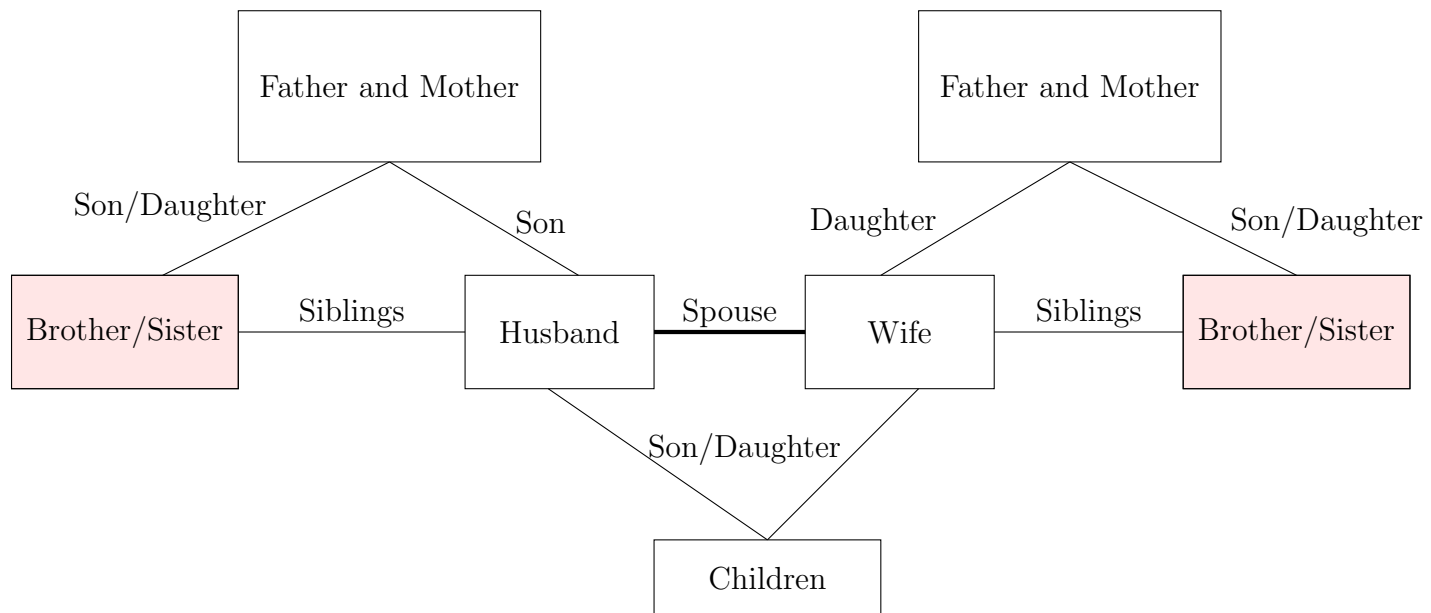 Father and Mother
Father and Mother
Son/Daughter
Son
Daughter
Son/Daughter
Brother/Sister
Siblings
Husband
Spouse
Wife
Siblings
Brother/Sister
Son/Daughter
Children